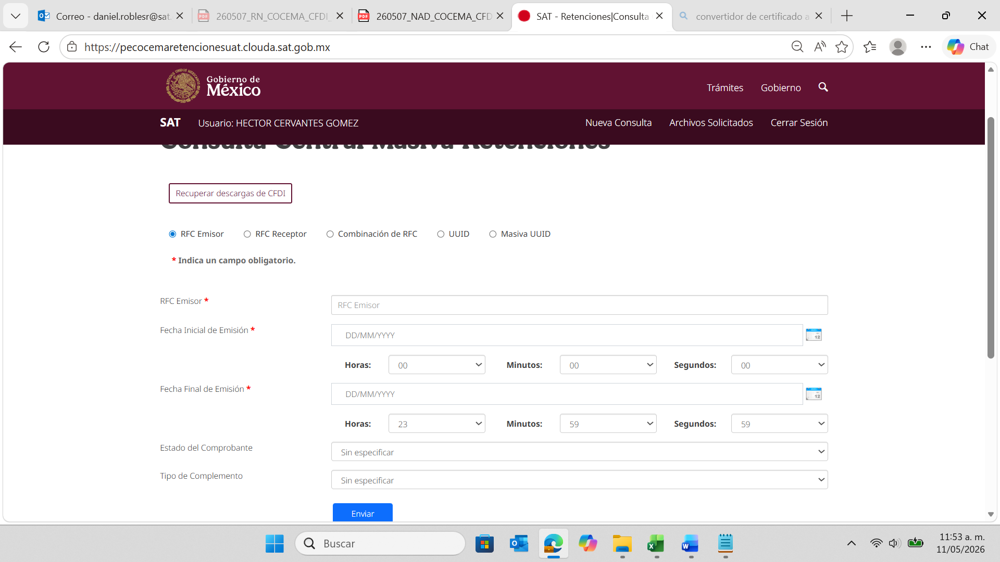 Correo - daniel.roblesr@sat.
260507_RN_COCEMA_CFDI_
260507_NAD_COCEMA_CFD
SAT - Retenciones|Consulta
convertidor de certificado a
https://pecocemaretencionesuat.clouda.sat.gob.mx
Chat
Gobierno de
México
Trámites
Gobierno
SAT
Usuario: HECTOR CERVANTES GOMEZ
Nueva Consulta
Archivos Solicitados
Cerrar Sesión
Consulta Central Masiva Retenciones
Recuperar descargas de CFDI
RFC Emisor
RFC Receptor
Combinación de RFC
UUID
Masiva UUID
* Indica un campo obligatorio.
RFC Emisor *
RFC Emisor
Fecha Inicial de Emisión *
DD/MM/YYYY
Horas: 00
Minutos: 00
Segundos: 00
Fecha Final de Emisión *
DD/MM/YYYY
Horas: 23
Minutos: 59
Segundos: 59
Estado del Comprobante
Sin especificar
Tipo de Complemento
Sin especificar
Enviar
Buscar
11:53 a. m.
11/05/2026